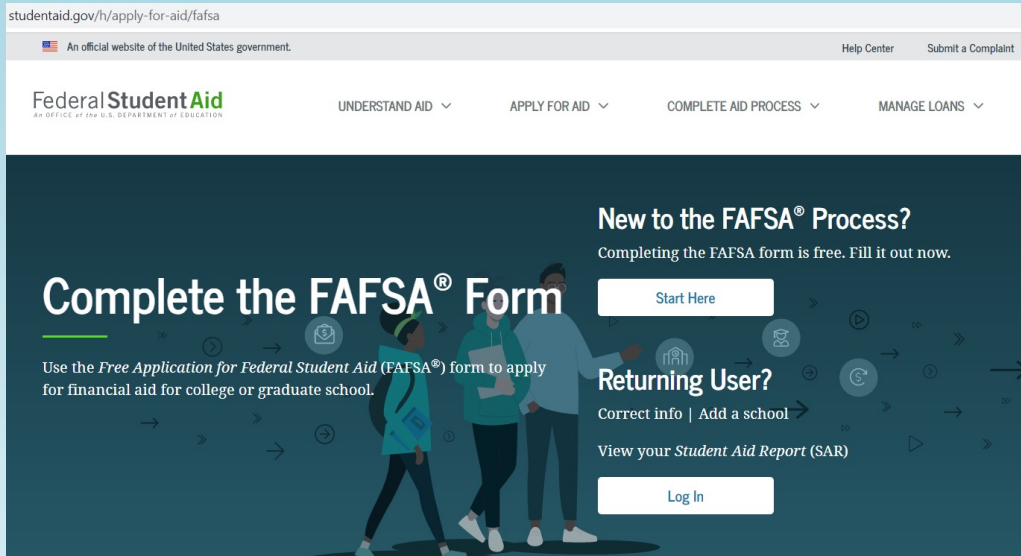 studentaid.gov/h/apply-for-aid/fafsa
An official website of the United States government.
Help Center
Submit a Complaint
Federal Student Aid
An OFFICE of the U.S. DEPARTMENT of EDUCATION
UNDERSTAND AID
APPLY FOR AID
COMPLETE AID PROCESS
MANAGE LOANS
Complete the FAFSA® Form
Use the Free Application for Federal Student Aid (FAFSA®) form to apply
for financial aid for college or graduate school.
New to the FAFSA® Process?
Completing the FAFSA form is free. Fill it out now.
Start Here
Returning User?
Correct info | Add a school
View your Student Aid Report (SAR)
Log In